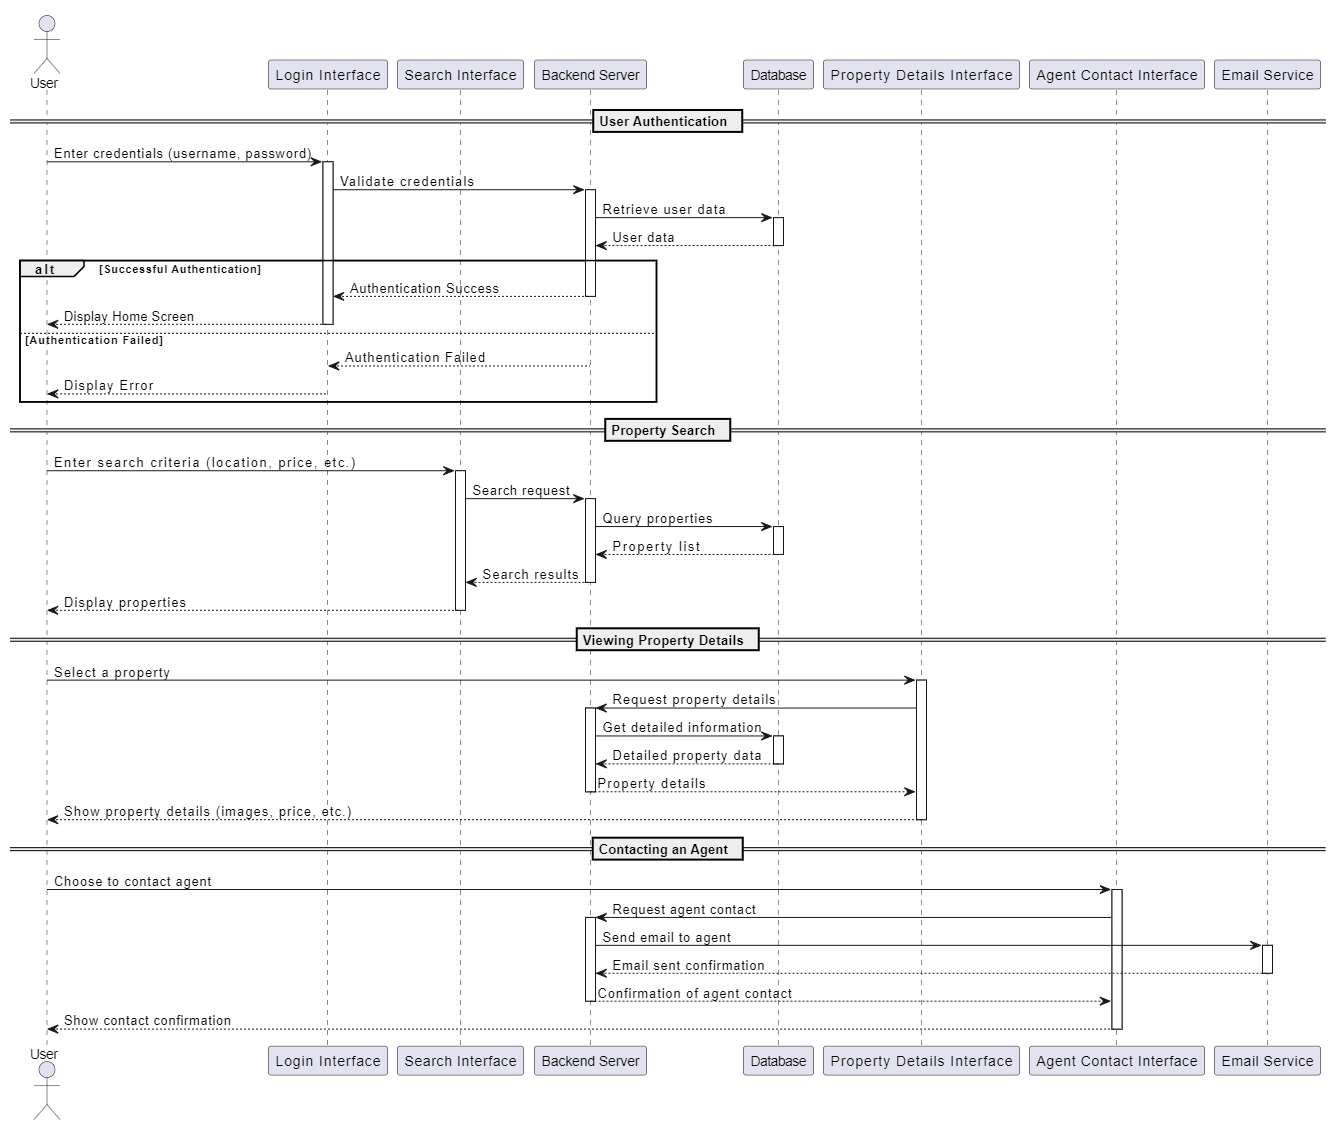 User
Login Interface
Search Interface
Backend Server
Database
Property Details Interface
Agent Contact Interface
Email Service
User Authentication
Enter credentials (username, password)
Validate credentials
Retrieve user data
User data
alt
[Successful Authentication]
Authentication Success
Display Home Screen
[Authentication Failed]
Authentication Failed
Display Error
Property Search
Enter search criteria (location, price, etc.)
Search request
Query properties
Property list
Search results
Display properties
Viewing Property Details
Select a property
Request property details
Get detailed information
Detailed property data
Property details
Show property details (images, price, etc.)
Contacting an Agent
Choose to contact agent
Request agent contact
Send email to agent
Email sent confirmation
Confirmation of agent contact
Show contact confirmation
User
Login Interface
Search Interface
Backend Server
Database
Property Details Interface
Agent Contact Interface
Email Service